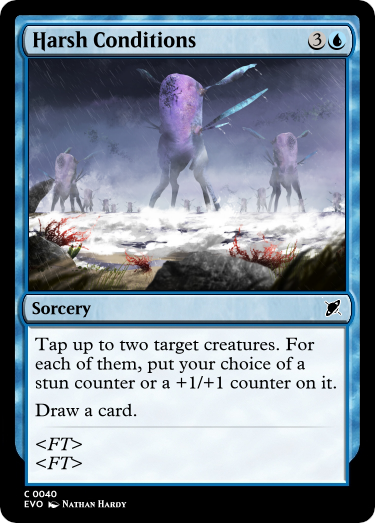 Harsh Conditions 3
Sorcery
Tap up to two target creatures. For
each of them, put your choice of a
stun counter or a +1/+1 counter on it.
Draw a card.
<FT>
<FT>
C 0040
EVO Nathan Hardy